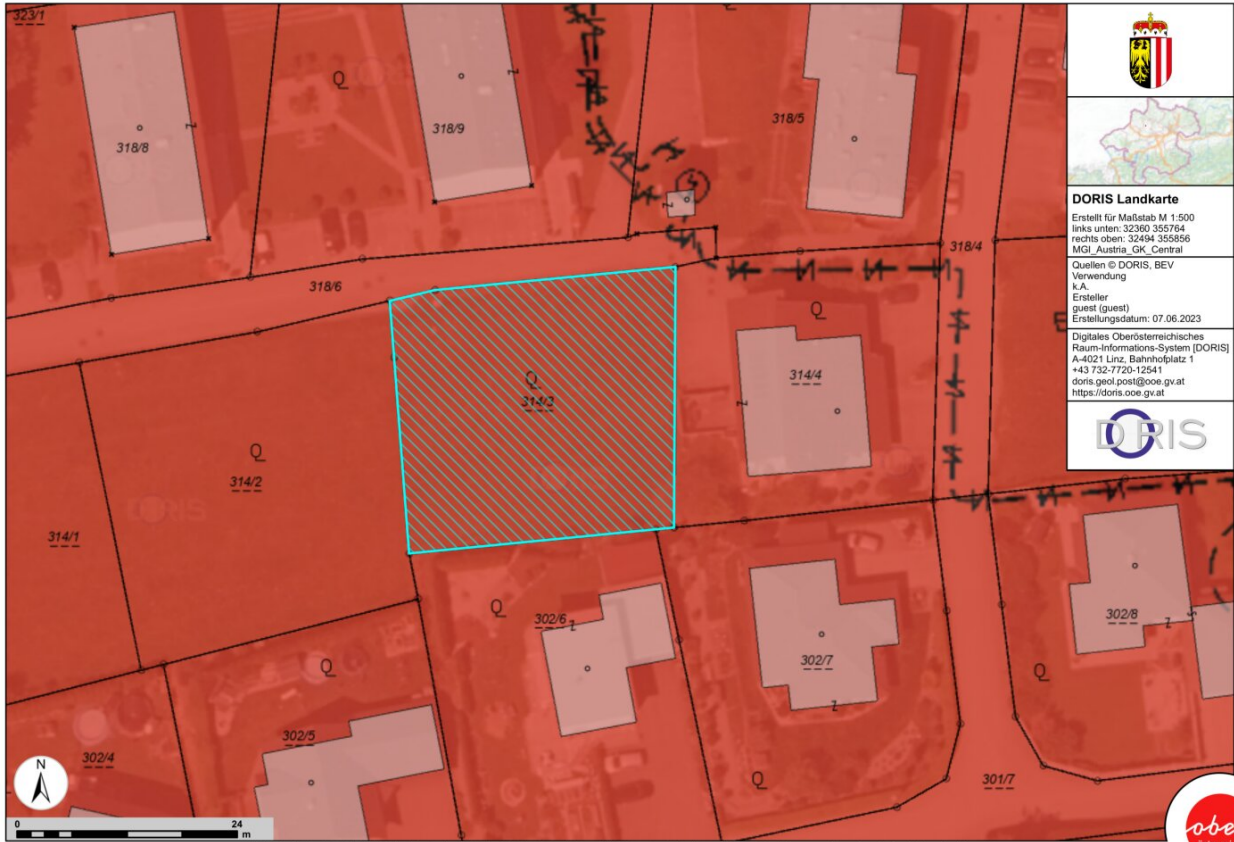 323/1
Q
318/8
318/9
318/5
318/4
318/6
Q
Q
314/3
314/4
Q
314/2
314/1
DORIS
Q
302/6
302/7
302/8
Q
Q
302/5
302/4
Q
301/7
N
0 24
m
DORIS Landkarte
Erstellt für Maßstab M 1:500
links unten: 32360 355764
rechts oben: 32494 355856
MGI_Austria_GK_Central
Quellen © DORIS, BEV
Verwendung
k.A.
Ersteller
guest (guest)
Erstellungsdatum: 07.06.2023
Digitales Oberösterreichisches
Raum-Informations-System [DORIS]
A-4021 Linz, Bahnhofplatz 1
+43 732-7720-12541
doris.geol.post@ooe.gv.at
https://doris.ooe.gv.at
DORIS
obe